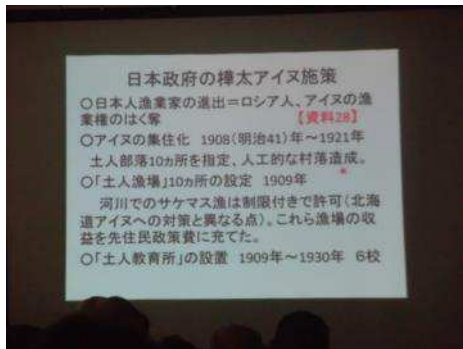 日本政府の樺太アイヌ施策
○日本人漁業家の進出＝ロシア人、アイヌの漁
業権のはく奪　【資料28】
○アイヌの集住化　1908(明治41)年～1921年
土人部落10ヵ所を指定、人工的な村落造成。
○「土人漁場」10ヵ所の設定　1909年
河川でのサケマス漁は制限付きで許可(北海
道アイヌへの対策と異なる点)。これら漁場の収
益を先住民政策費に充てた。
○「土人教育所」の設置　1909年～1930年　6校